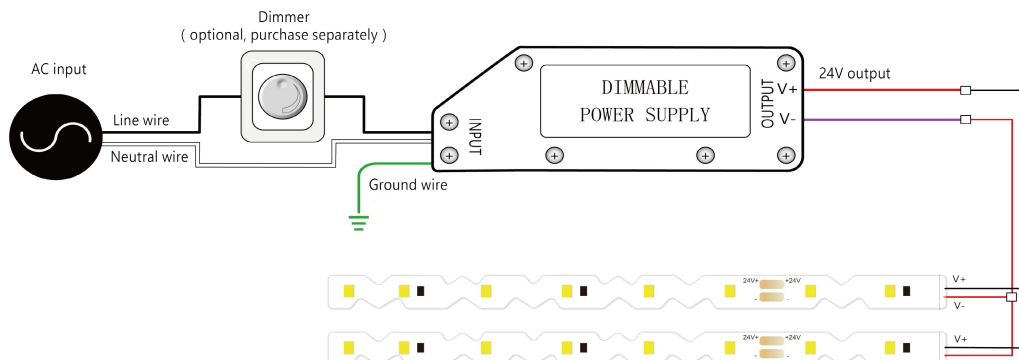 Dimmer
( optional, purchase separately )
AC input
24V output
DIMMABLE
POWER SUPPLY
INPUT
OUTPUT
V+
V-
Line wire
Neutral wire
Ground wire
24V+ +24V
- -
V+
V-
24V+ +24V
- -
V+